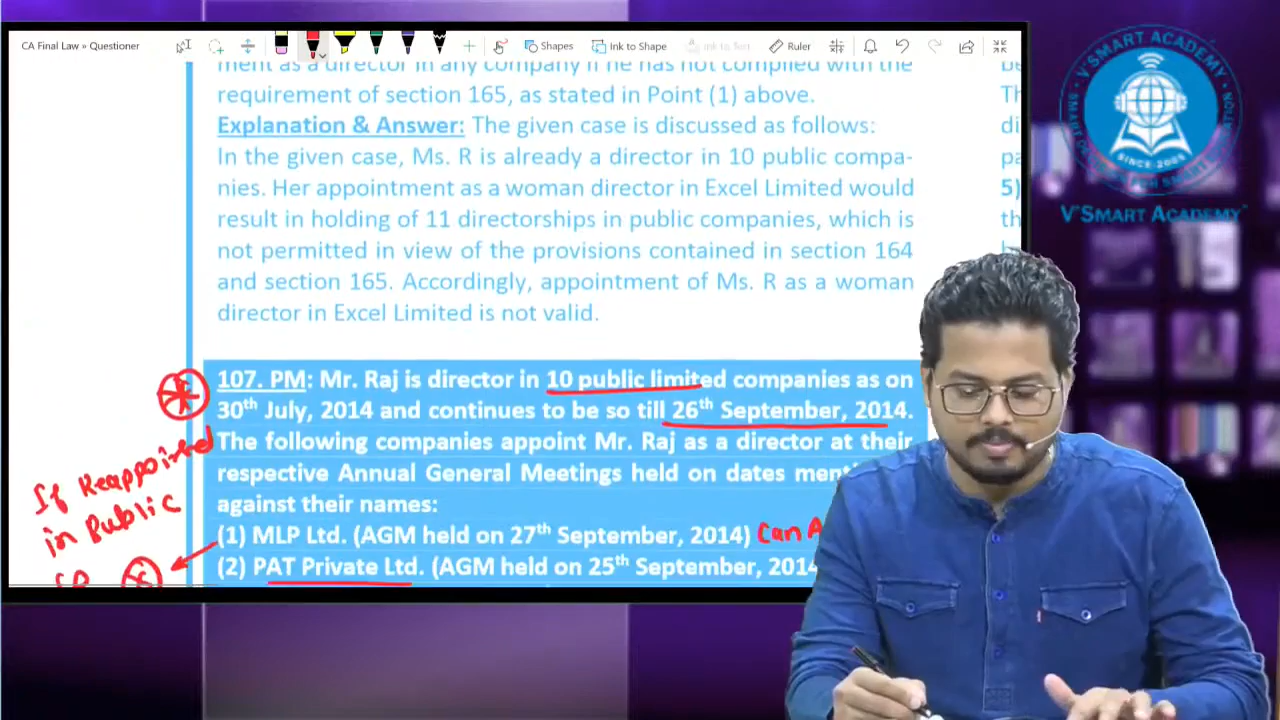 CA Final Law » Questioner
Shapes
Ink to Shape
Ink to Text
Ruler
ment as a director in any company if he has not complied with the
requirement of section 165, as stated in Point (1) above.
Explanation & Answer: The given case is discussed as follows:
In the given case, Ms. R is already a director in 10 public compa-
nies. Her appointment as a woman director in Excel Limited would
result in holding of 11 directorships in public companies, which is
not permitted in view of the provisions contained in section 164
and section 165. Accordingly, appointment of Ms. R as a woman
director in Excel Limited is not valid.
107. PM: Mr. Raj is director in 10 public limited companies as on
30th July, 2014 and continues to be so till 26th September, 2014.
The following companies appoint Mr. Raj as a director at their
respective Annual General Meetings held on dates
against their names:
(1) MLP Ltd. (AGM held on 27th September, 2014) Can
(2) PAT Private Ltd. (AGM held on 25th September, 2014
If Reappointed
in Public
5)
V'SMART ACADEMY
SINCE-2005
V'SMART ACADEMY